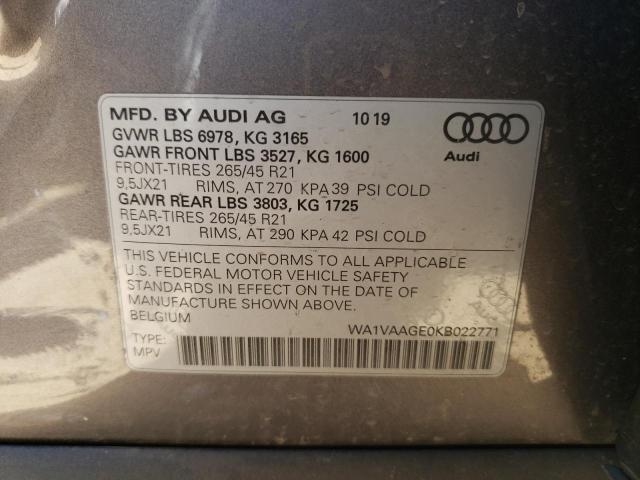 MFD. BY AUDI AG 10 19
GVWR LBS 6978, KG 3165
GAWR FRONT LBS 3527, KG 1600
FRONT-TIRES 265/45 R21
9,5JX21 RIMS, AT 270 KPA 39 PSI COLD
GAWR REAR LBS 3803, KG 1725
REAR-TIRES 265/45 R21
9,5JX21 RIMS, AT 290 KPA 42 PSI COLD
Audi
THIS VEHICLE CONFORMS TO ALL APPLICABLE
U.S. FEDERAL MOTOR VEHICLE SAFETY
STANDARDS IN EFFECT ON THE DATE OF
MANUFACTURE SHOWN ABOVE.
BELGIUM
WA1VAAGE0KB022771
TYPE:
MPV